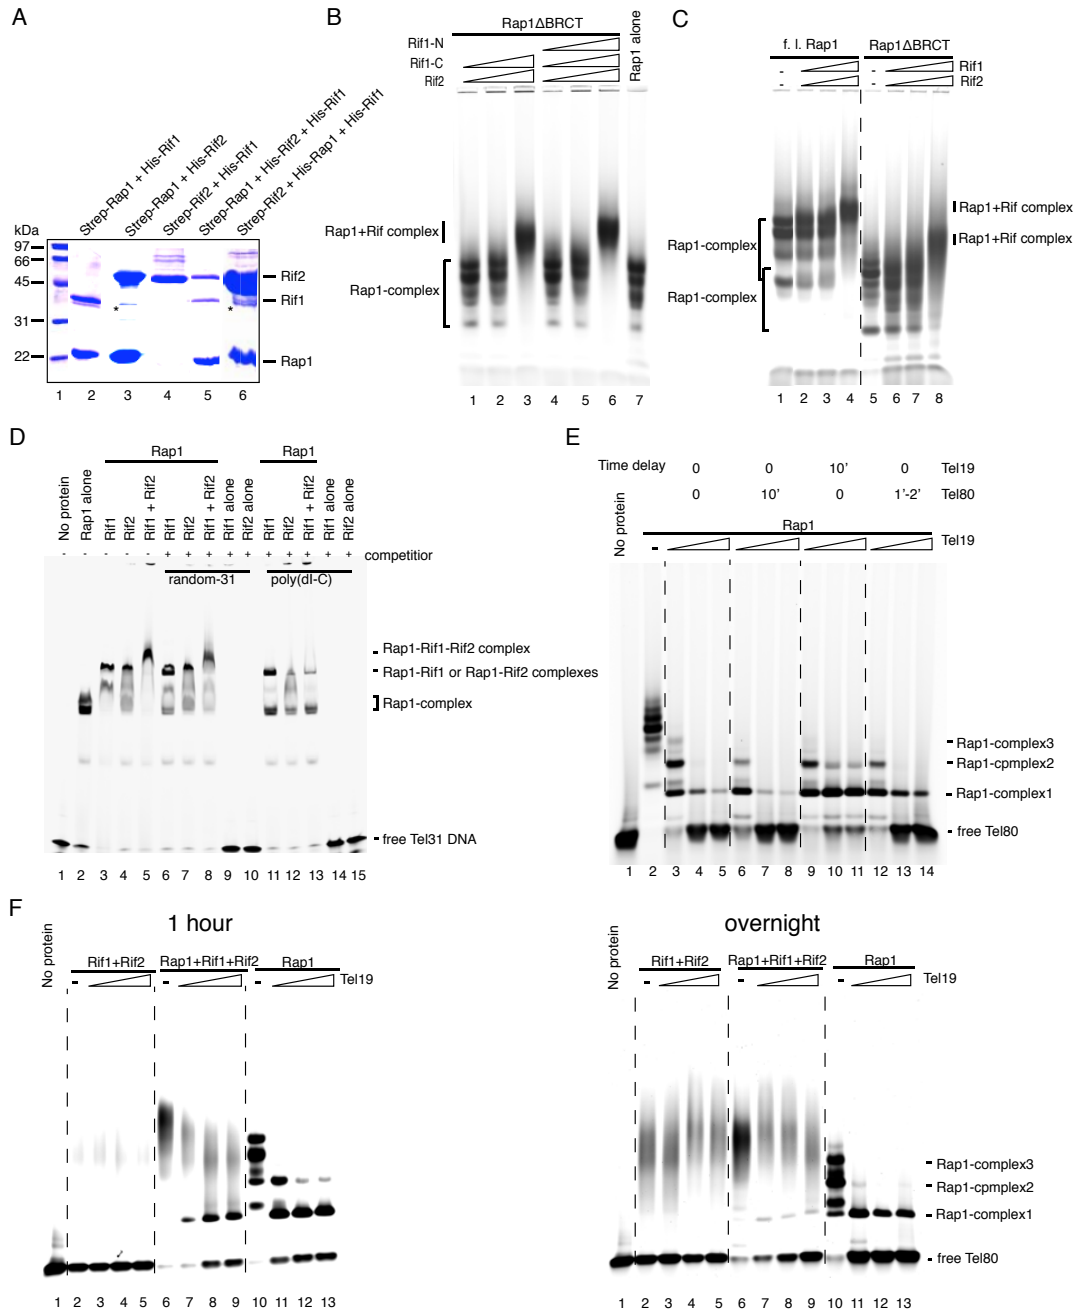 A
Strep-Rap1 + His-Rif1
Strep-Rap1 + His-Rif2
Strep-Rif2 + His-Rif1
Strep-Rap1 + His-Rif2 + His-Rif1
Strep-Rif2 + His-Rap1 + His-Rif1
kDa
97
66
45
31
22
* *
Rif2
Rif1
Rap1
1 2 3 4 5 6
B
Rap1ΔBRCT
Rap1 alone
Rif1-N
Rif1-C
Rif2
Rap1+Rif complex
Rap1-complex
1 2 3 4 5 6 7
C
f. l. Rap1 Rap1ΔBRCT
- - Rif1
- - Rif2
Rap1-complex
Rap1-complex
Rap1+Rif complex
Rap1+Rif complex
1 2 3 4 5 6 7 8
D
Rap1 Rap1
No protein
Rap1 alone
Rif1
Rif2
Rif1 + Rif2
Rif1
Rif2
Rif1 + Rif2
Rif1 alone
Rif2 alone
Rif1
Rif2
Rif1 + Rif2
Rif1 alone
Rif2 alone
- - - - - + + + + + + + + + + competitior
random-31 poly(dI-C)
Rap1-Rif1-Rif2 complex
Rap1-Rif1 or Rap1-Rif2 complexes
Rap1-complex
free Tel31 DNA
1 2 3 4 5 6 7 8 9 10 11 12 13 14 15
E
Time delay 0 0 10' 0 Tel19
0 10' 0 1'-2' Tel80
No protein
Rap1
- Tel19
Rap1-complex3
Rap1-cpmplex2
Rap1-complex1
free Tel80
1 2 3 4 5 6 7 8 9 10 11 12 13 14
F
1 hour
No protein
Rif1+Rif2 Rap1+Rif1+Rif2 Rap1
- - - Tel19
1 2 3 4 5 6 7 8 9 10 11 12 13
overnight
No protein
Rif1+Rif2 Rap1+Rif1+Rif2 Rap1
- - - Tel19
Rap1-complex3
Rap1-cpmplex2
Rap1-complex1
free Tel80
1 2 3 4 5 6 7 8 9 10 11 12 13